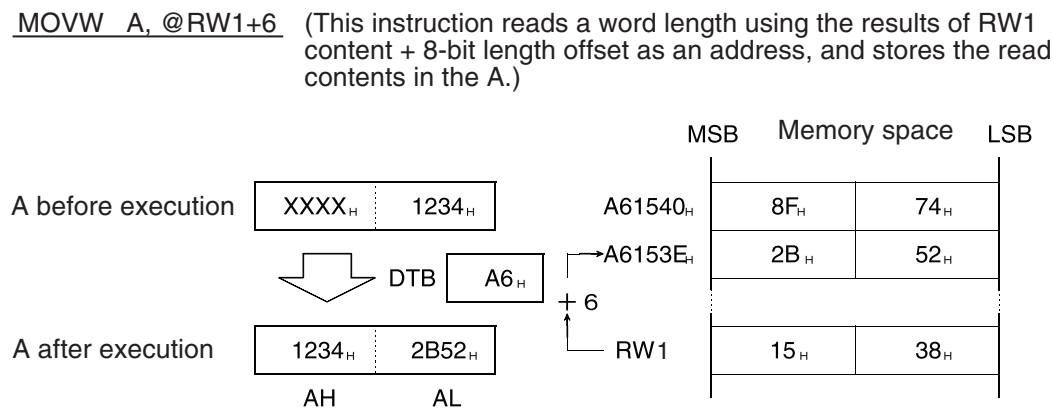 MOVW A, @RW1+6 (This instruction reads a word length using the results of RW1
content + 8-bit length offset as an address, and stores the read
contents in the A.)
MSB Memory space LSB
A before execution XXXXH 1234H A61540H 8FH 74H
A6153EH 2BH 52H
DTB A6H
+ 6
A after execution 1234H 2B52H RW1 15H 38H
AH AL